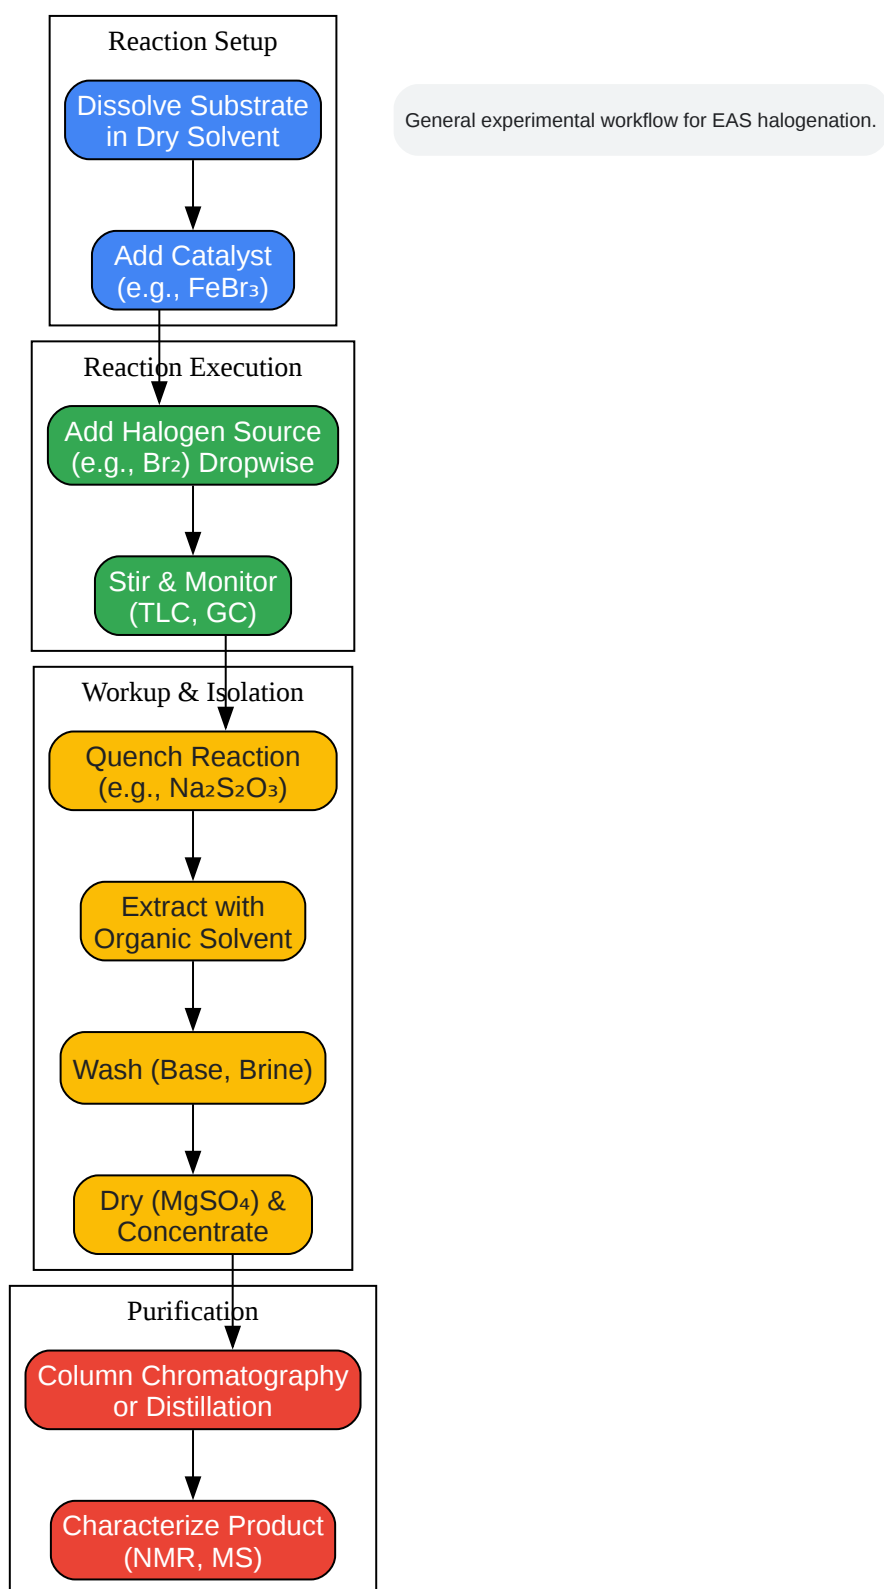 Reaction Setup
Dissolve Substrate
in Dry Solvent
General experimental workflow for EAS halogenation.
Add Catalyst
(e.g., FeBr₃)
Reaction Execution
Add Halogen Source
(e.g., Br₂) Dropwise
Stir & Monitor
(TLC, GC)
Workup & Isolation
Quench Reaction
(e.g., Na₂S₂O₃)
Extract with
Organic Solvent
Wash (Base, Brine)
Dry (MgSO₄) &
Concentrate
Purification
Column Chromatography
or Distillation
Characterize Product
(NMR, MS)